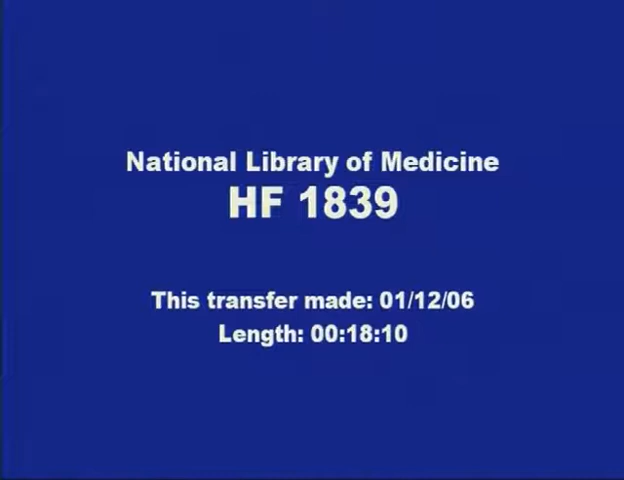 National Library of Medicine
HF 1839
This transfer made: 01/12/06
Length: 00:18:10